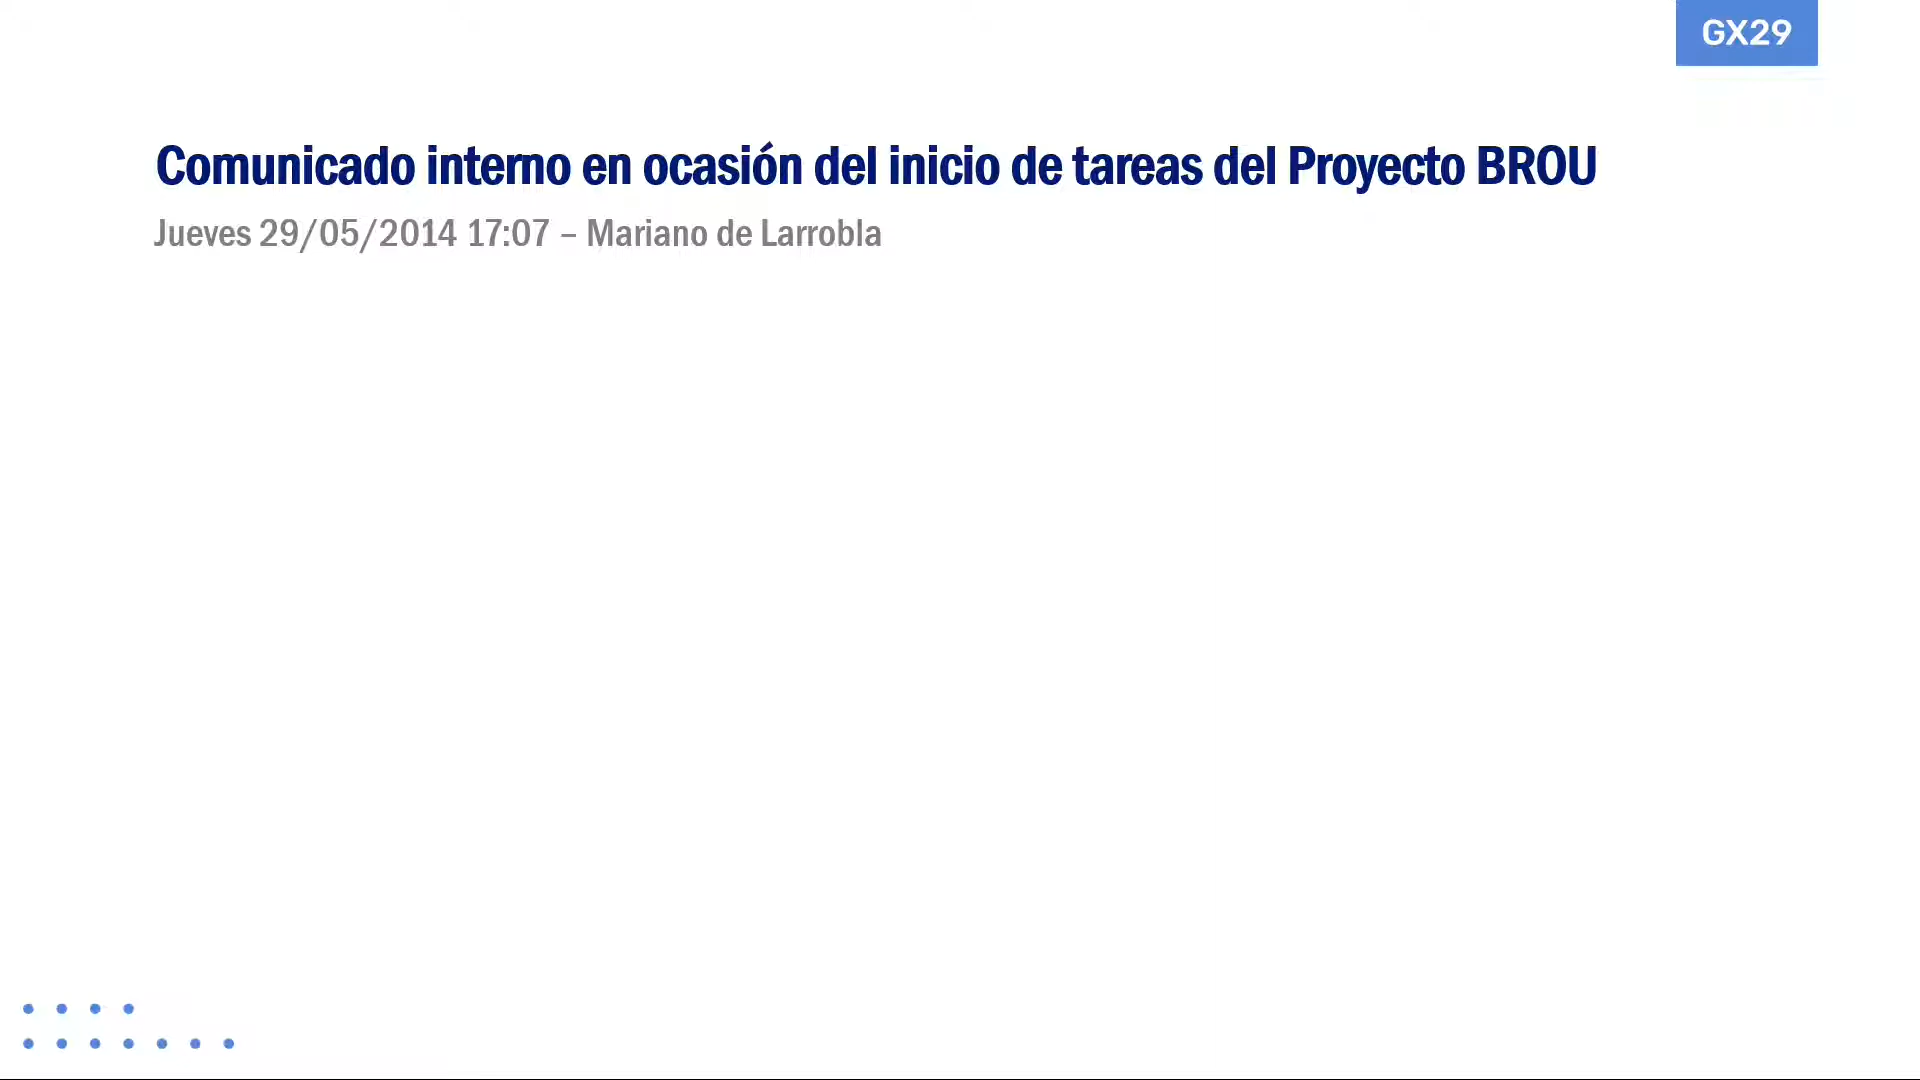 GX29
Comunicado interno en ocasión del inicio de tareas del Proyecto BROU
Jueves 29/05/2014 17:07 – Mariano de Larrobla